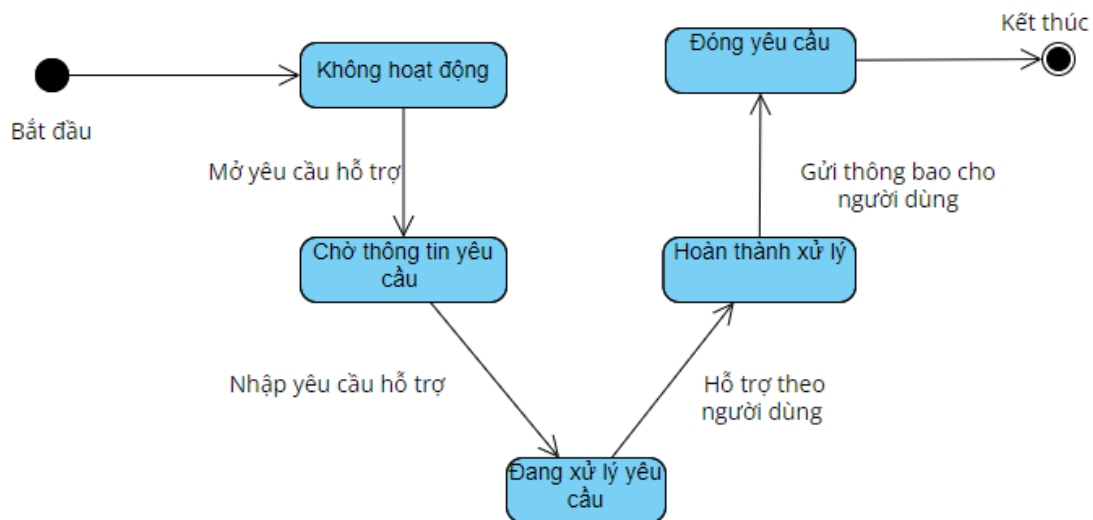 Bắt đầu
Không hoạt động
Mở yêu cầu hỗ trợ
Chờ thông tin yêu
cầu
Nhập yêu cầu hỗ trợ
Đang xử lý yêu
cầu
Hỗ trợ theo
người dùng
Hoàn thành xử lý
Gửi thông bao cho
người dùng
Đóng yêu cầu
Kết thúc